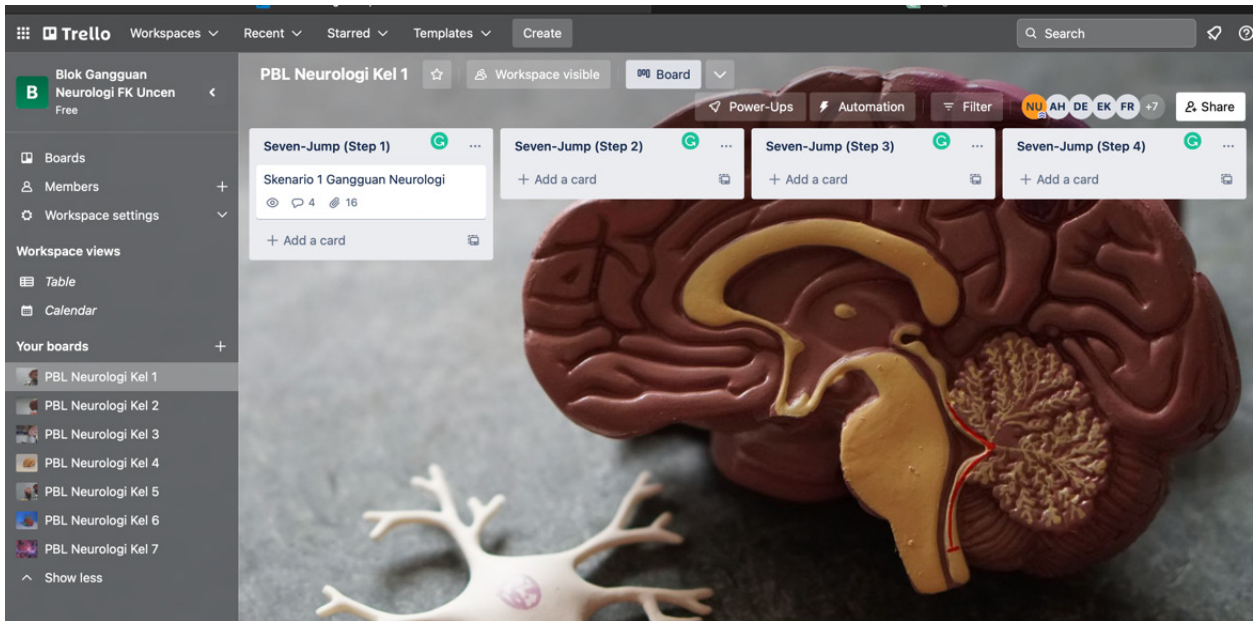 Trello Workspaces Recent Starred Templates Create Search
B
Blok Gangguan
Neurologi FK Uncen
Free
Boards
Members
Workspace settings
Workspace views
Table
Calendar
Your boards
PBL Neurologi Kel 1
PBL Neurologi Kel 2
PBL Neurologi Kel 3
PBL Neurologi Kel 4
PBL Neurologi Kel 5
PBL Neurologi Kel 6
PBL Neurologi Kel 7
Show less
PBL Neurologi Kel 1 Workspace visible Board
Power-Ups Automation Filter NU AH DE EK FR +7 Share
Seven-Jump (Step 1)
Skenario 1 Gangguan Neurologi
4 16
+ Add a card
Seven-Jump (Step 2)
+ Add a card
Seven-Jump (Step 3)
+ Add a card
Seven-Jump (Step 4)
+ Add a card